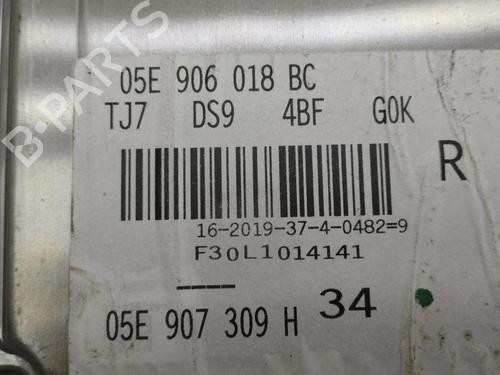 05E 906 018 BC
TJ7 DS9 4BF G0K
R
16-2019-37-4-0482=9
F30L1014141
05E 907 309 H 34
B-PARTS